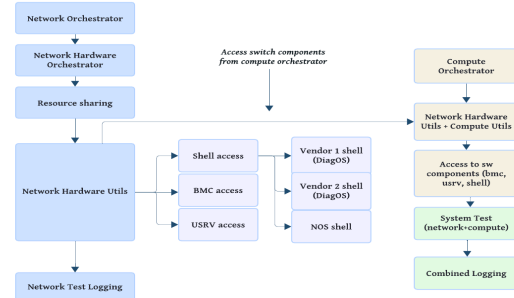 Network Orchestrator
Network Hardware
Orchestrator
Resource sharing
Network Hardware Utils
Network Test Logging
Access switch components
from compute orchestrator
Shell access
BMC access
USRV access
Vendor 1 shell
(DiagOS)
Vendor 2 shell
(DiagOS)
NOS shell
Compute
Orchestrator
Network Hardware
Utils + Compute Utils
Access to sw
components (bmc,
usrv, shell)
System Test
(network+compute)
Combined Logging